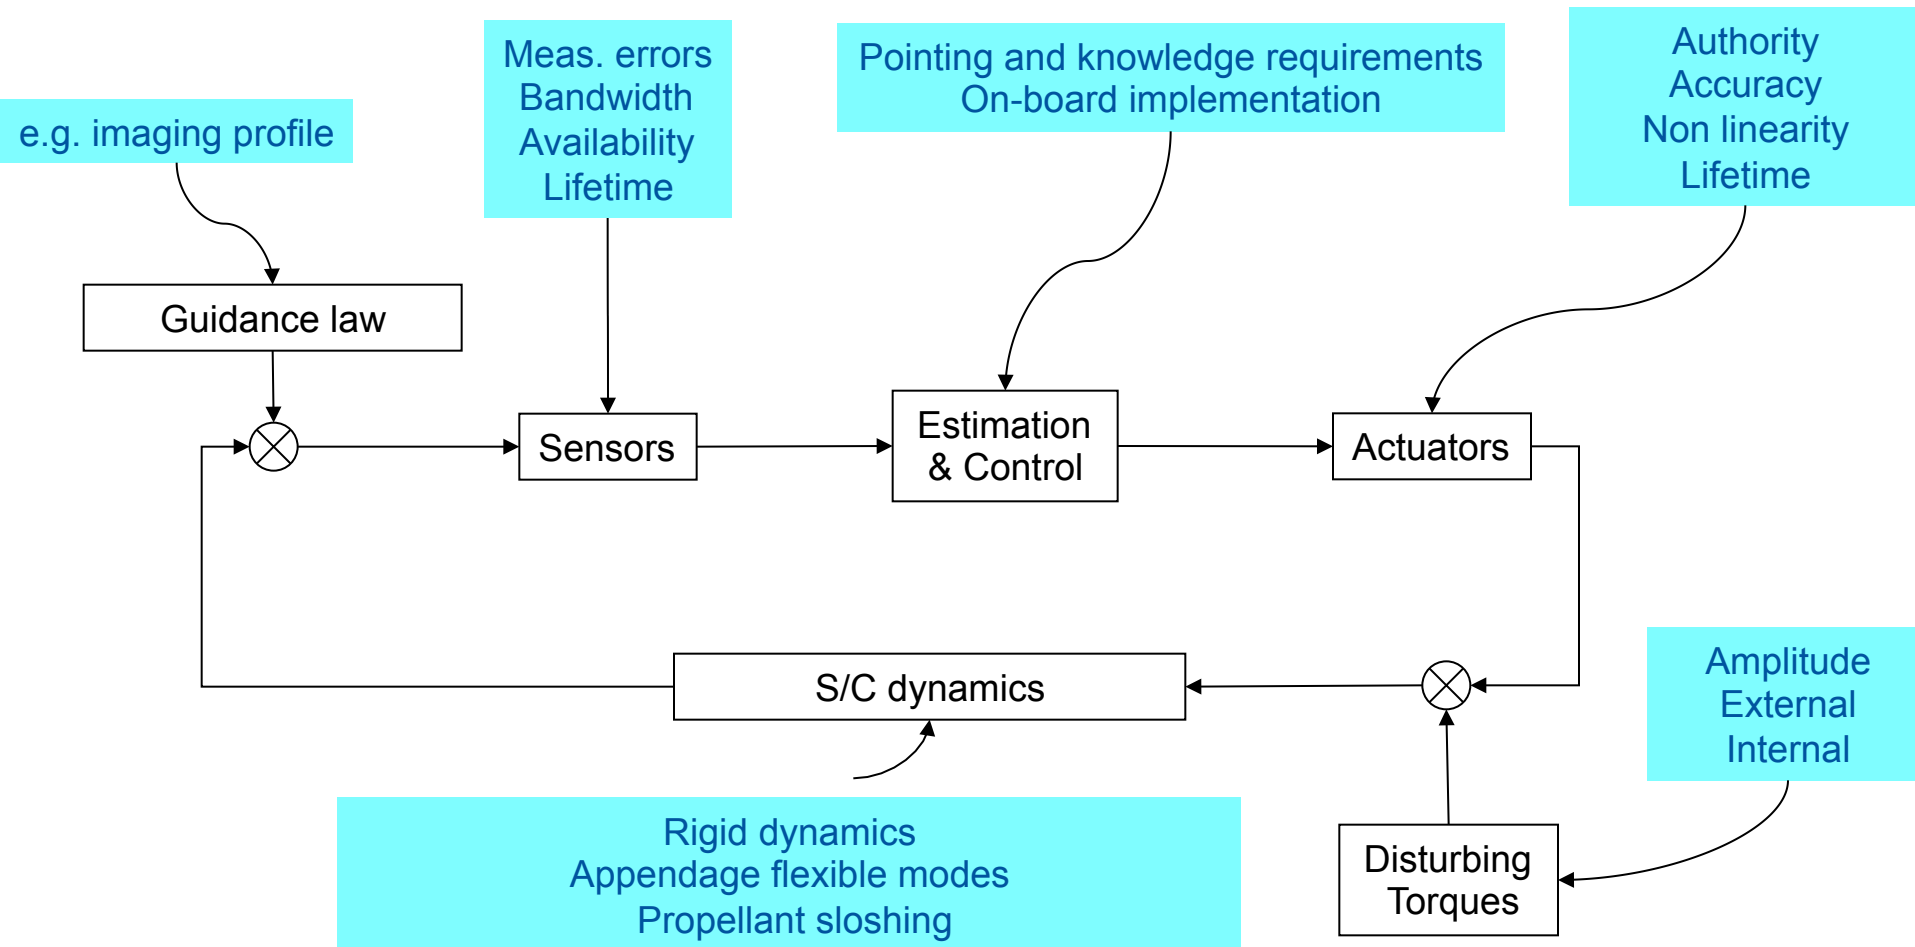 e.g. imaging profile
Meas. errors
Bandwidth
Availability
Lifetime
Pointing and knowledge requirements
On-board implementation
Authority
Accuracy
Non linearity
Lifetime
Guidance law
Sensors
Estimation
& Control
Actuators
S/C dynamics
Amplitude
External
Internal
Rigid dynamics
Appendage flexible modes
Propellant sloshing
Disturbing
Torques